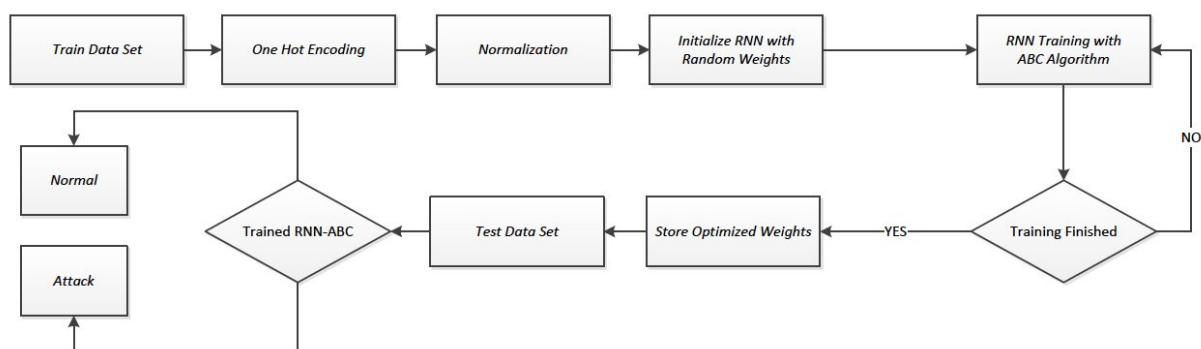 Train Data Set
One Hot Encoding
Normalization
Initialize RNN with
Random Weights
RNN Training with
ABC Algorithm
NO
Normal
Trained RNN-ABC
Test Data Set
Store Optimized Weights
YES
Training Finished
Attack